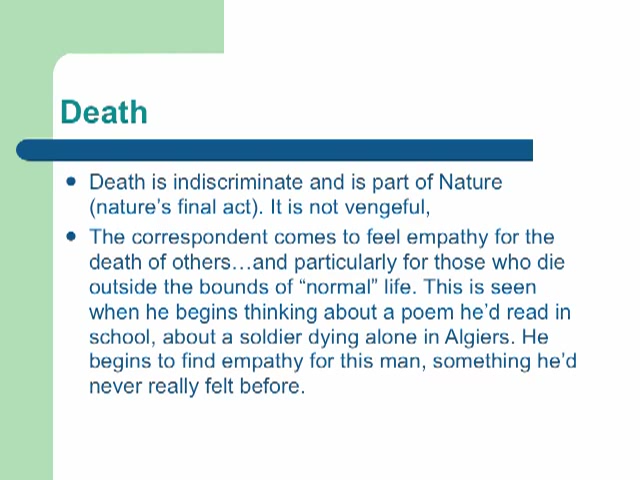 Death
• Death is indiscriminate and is part of Nature
(nature's final act). It is not vengeful,
• The correspondent comes to feel empathy for the
death of others…and particularly for those who die
outside the bounds of “normal” life. This is seen
when he begins thinking about a poem he'd read in
school, about a soldier dying alone in Algiers. He
begins to find empathy for this man, something he'd
never really felt before.